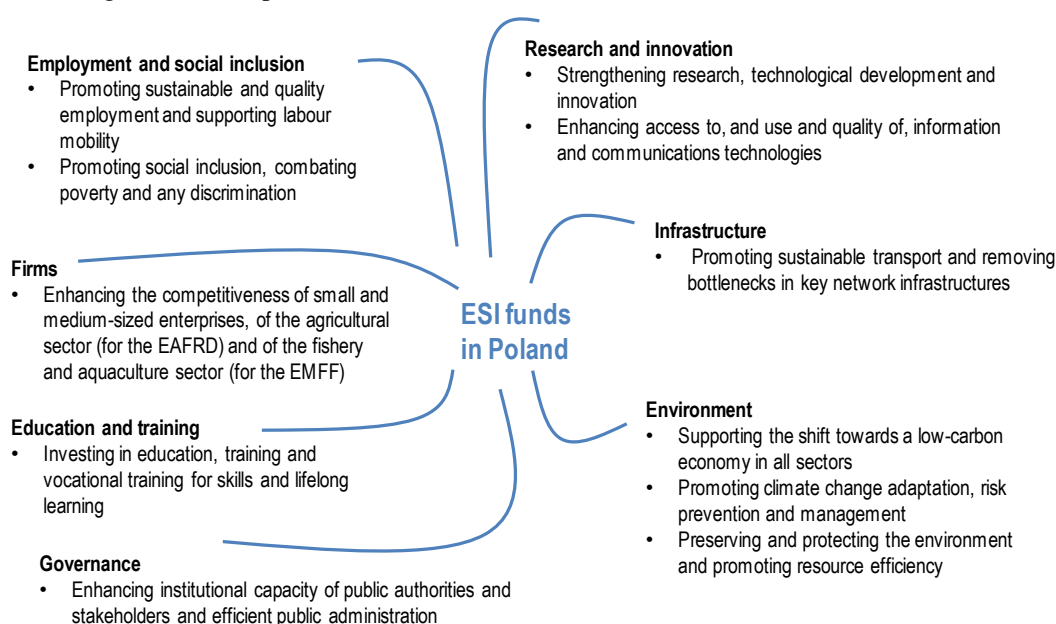 Employment and social inclusion
• Promoting sustainable and quality
employment and supporting labour
mobility
• Promoting social inclusion, combating
poverty and any discrimination
Research and innovation
• Strengthening research, technological development and
innovation
• Enhancing access to, and use and quality of, information
and communications technologies
Infrastructure
• Promoting sustainable transport and removing
bottlenecks in key network infrastructures
Firms
• Enhancing the competitiveness of small and
medium-sized enterprises, of the agricultural
sector (for the EAFRD) and of the fishery
and aquaculture sector (for the EMFF)
ESI funds
in Poland
Education and training
• Investing in education, training and
vocational training for skills and lifelong
learning
Environment
• Supporting the shift towards a low-carbon
economy in all sectors
• Promoting climate change adaptation, risk
prevention and management
• Preserving and protecting the environment
and promoting resource efficiency
Governance
• Enhancing institutional capacity of public authorities and
stakeholders and efficient public administration